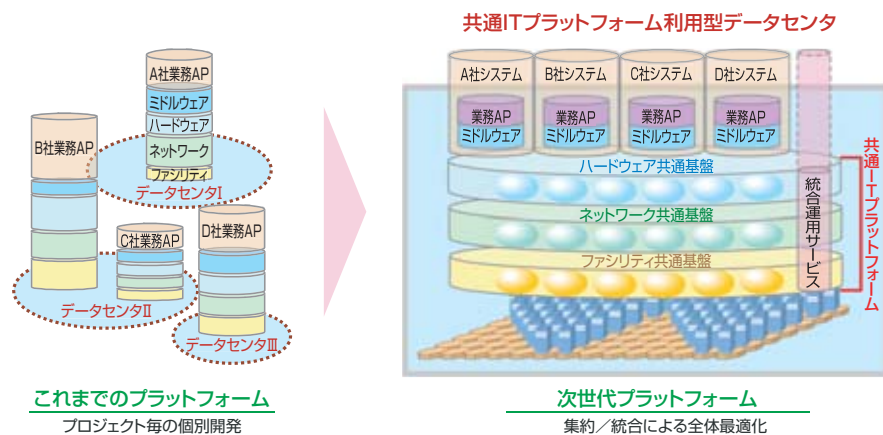 共通ITプラットフォーム利用型データセンタ
A社業務AP
ミドルウェア
ハードウェア
ネットワーク
ファシリティ
データセンタⅠ
B社業務AP
C社業務AP
データセンタⅡ
D社業務AP
データセンタⅢ
これまでのプラットフォーム
プロジェクト毎の個別開発
A社システム
B社システム
C社システム
D社システム
業務AP
ミドルウェア
業務AP
ミドルウェア
業務AP
ミドルウェア
業務AP
ミドルウェア
ハードウェア共通基盤
ネットワーク共通基盤
ファシリティ共通基盤
統合運用サービス
共通ITプラットフォーム
次世代プラットフォーム
集約／統合による全体最適化